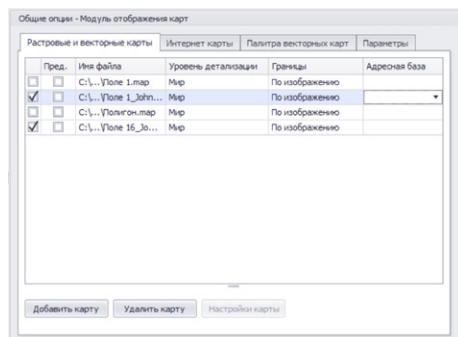 Общие опции - Модуль отображения карт
Растровые и векторные карты Интернет карты Палитра векторных карт Параметры
Пред. Имя файла Уровень детализации Границы Адресная база
C:\...\Поле 1.map Мир По изображению
C:\...\Поле 1_John... Мир По изображению
C:\...\Полигон.map Мир По изображению
C:\...\Поле 16_Jo... Мир По изображению
Добавить карту Удалить карту Настройки карты